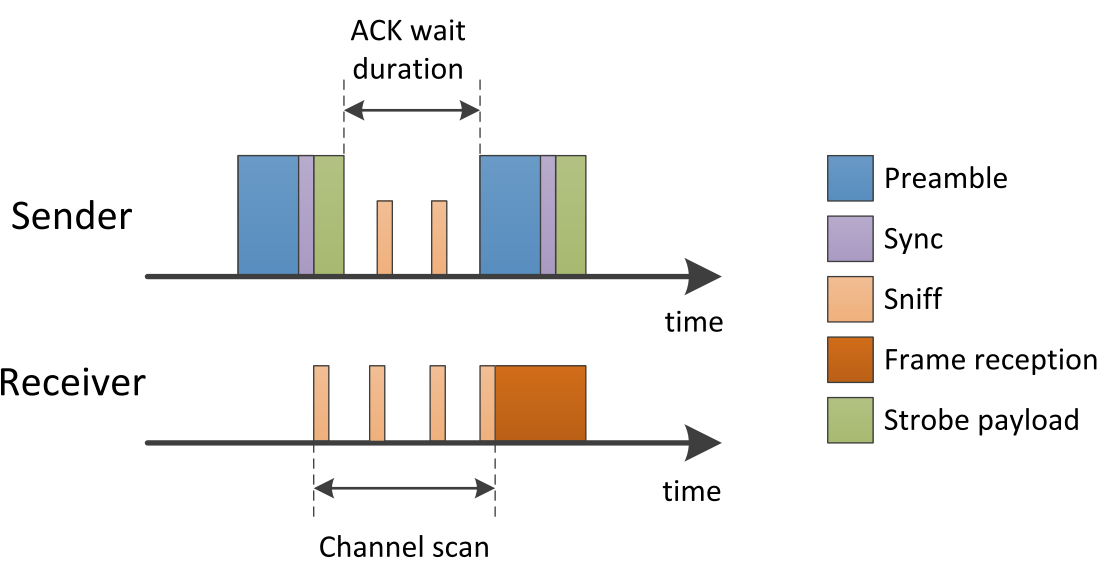 ACK wait
duration
Sender
time
Receiver
time
Channel scan
Preamble
Sync
Sniff
Frame reception
Strobe payload